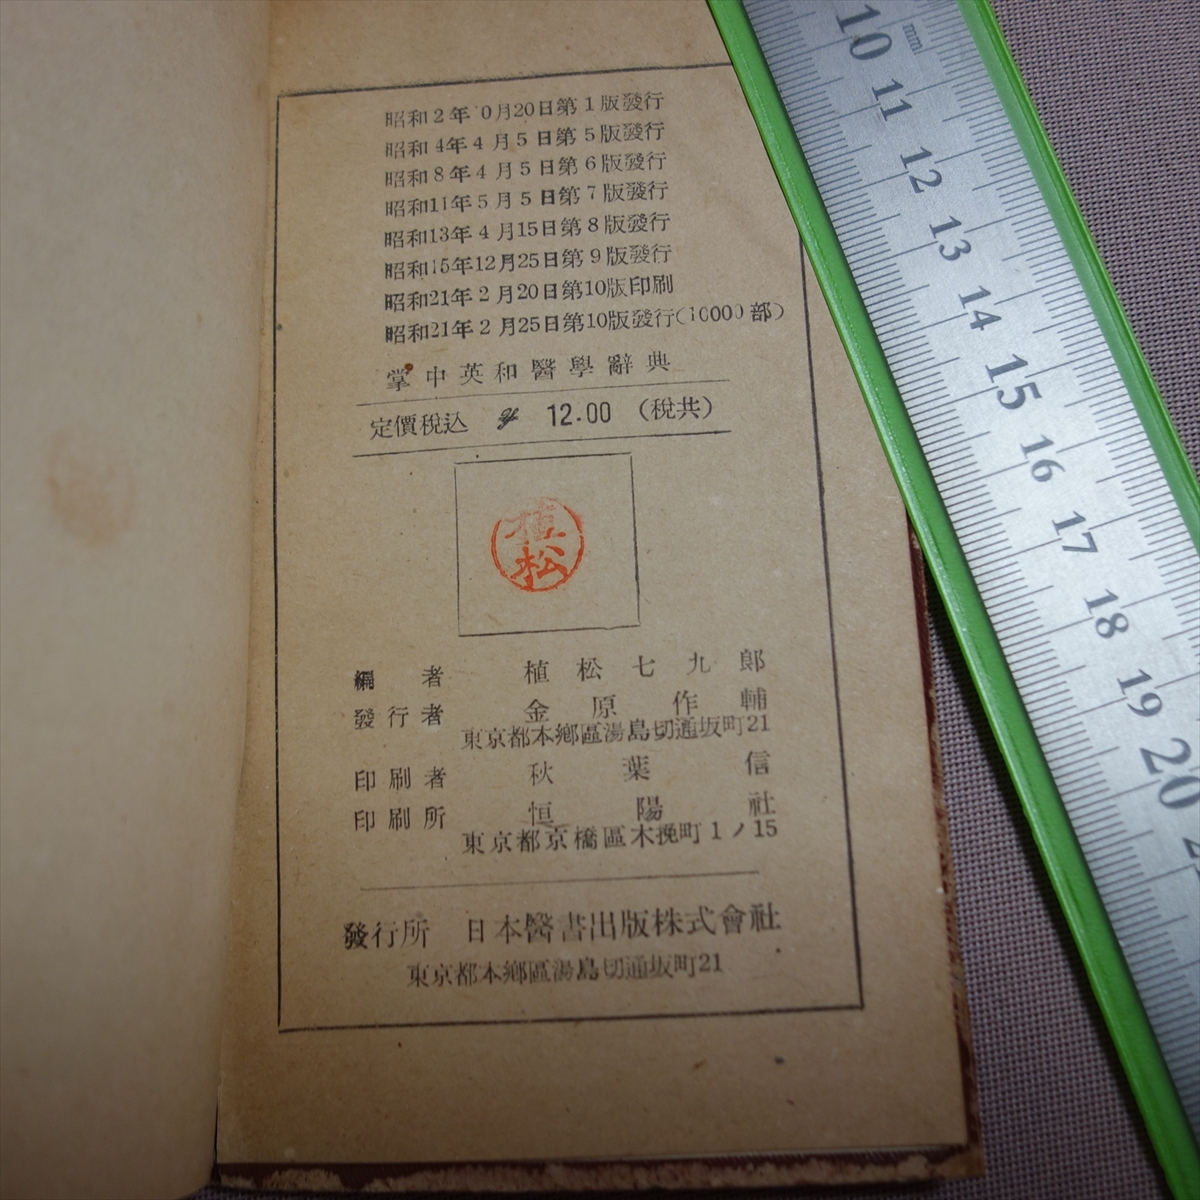 昭和2年 0月20日第1版發行
昭和4年4月5日第5版發行
昭和8年4月5日第6版發行
昭和11年5月5日第7版發行
昭和13年4月15日第8版發行
昭和15年12月25日第9版發行
昭和21年2月20日第10版印刷
昭和21年2月25日第10版發行(10000部)
掌中英和醫學辭典
定價税込 12.00 (税共)
植松
編者 植松七九郎
發行者 金原作輔
東京都本鄉區湯島切通坂町21
印刷者 秋葉信
印刷所 恒陽社
東京都京橋區木挽町1ノ15
發行所 日本醫書出版株式會社
東京都本鄉區湯島切通坂町21
mm
10 11 12 13 14 15 16 17 18 19 20